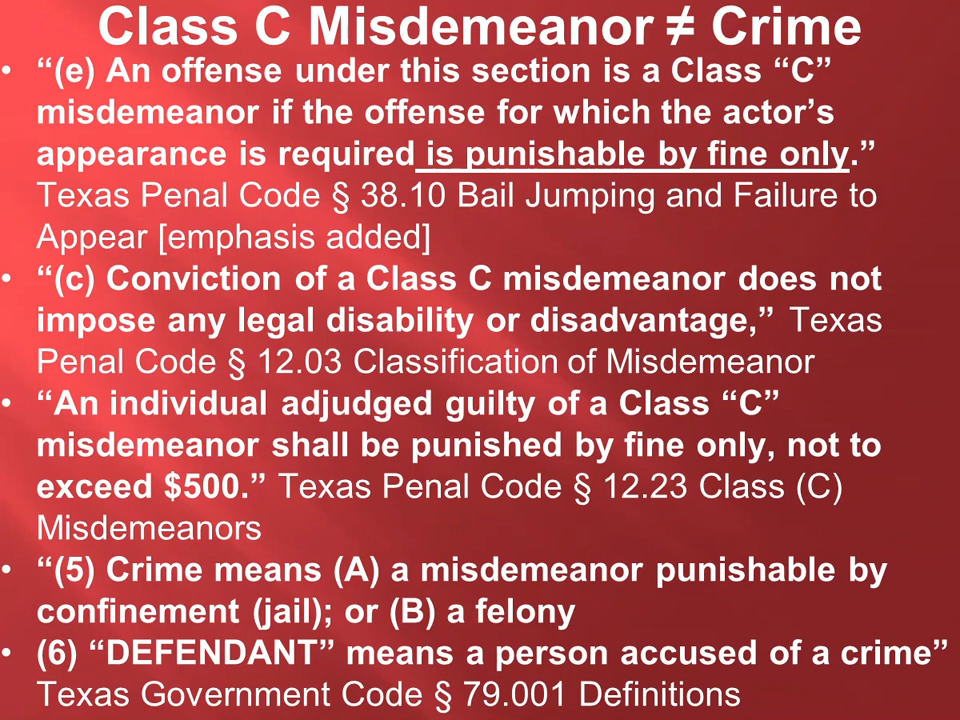 Class C Misdemeanor ≠ Crime
• “(e) An offense under this section is a Class “C”
misdemeanor if the offense for which the actor’s
appearance is required is punishable by fine only.”
Texas Penal Code § 38.10 Bail Jumping and Failure to
Appear [emphasis added]
• “(c) Conviction of a Class C misdemeanor does not
impose any legal disability or disadvantage,” Texas
Penal Code § 12.03 Classification of Misdemeanor
• “An individual adjudged guilty of a Class “C”
misdemeanor shall be punished by fine only, not to
exceed $500.” Texas Penal Code § 12.23 Class (C)
Misdemeanors
• “(5) Crime means (A) a misdemeanor punishable by
confinement (jail); or (B) a felony
• (6) “DEFENDANT” means a person accused of a crime”
Texas Government Code § 79.001 Definitions